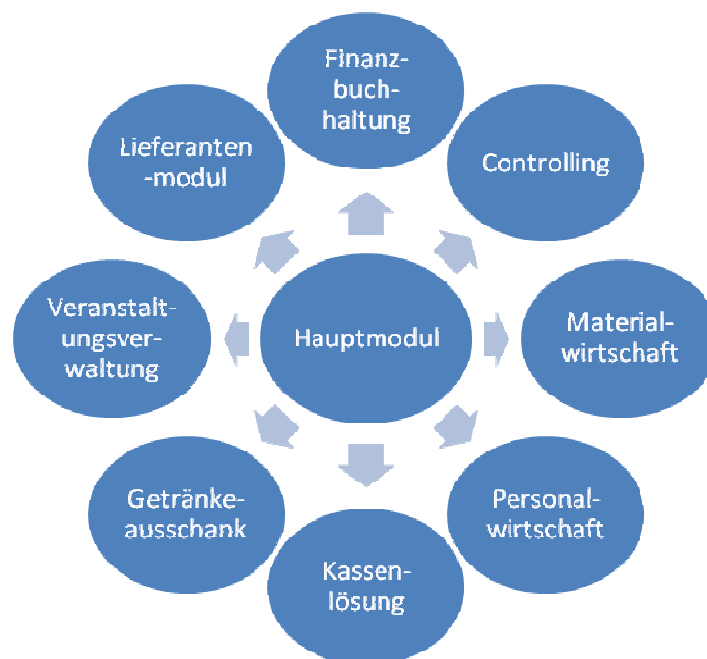 Finanz-
buch-
haltung
Lieferanten
-modul
Controlling
Veranstalt-
ungsver-
waltung
Hauptmodul
Material-
wirtschaft
Getränke-
ausschank
Personal-
wirtschaft
Kassen-
lösung